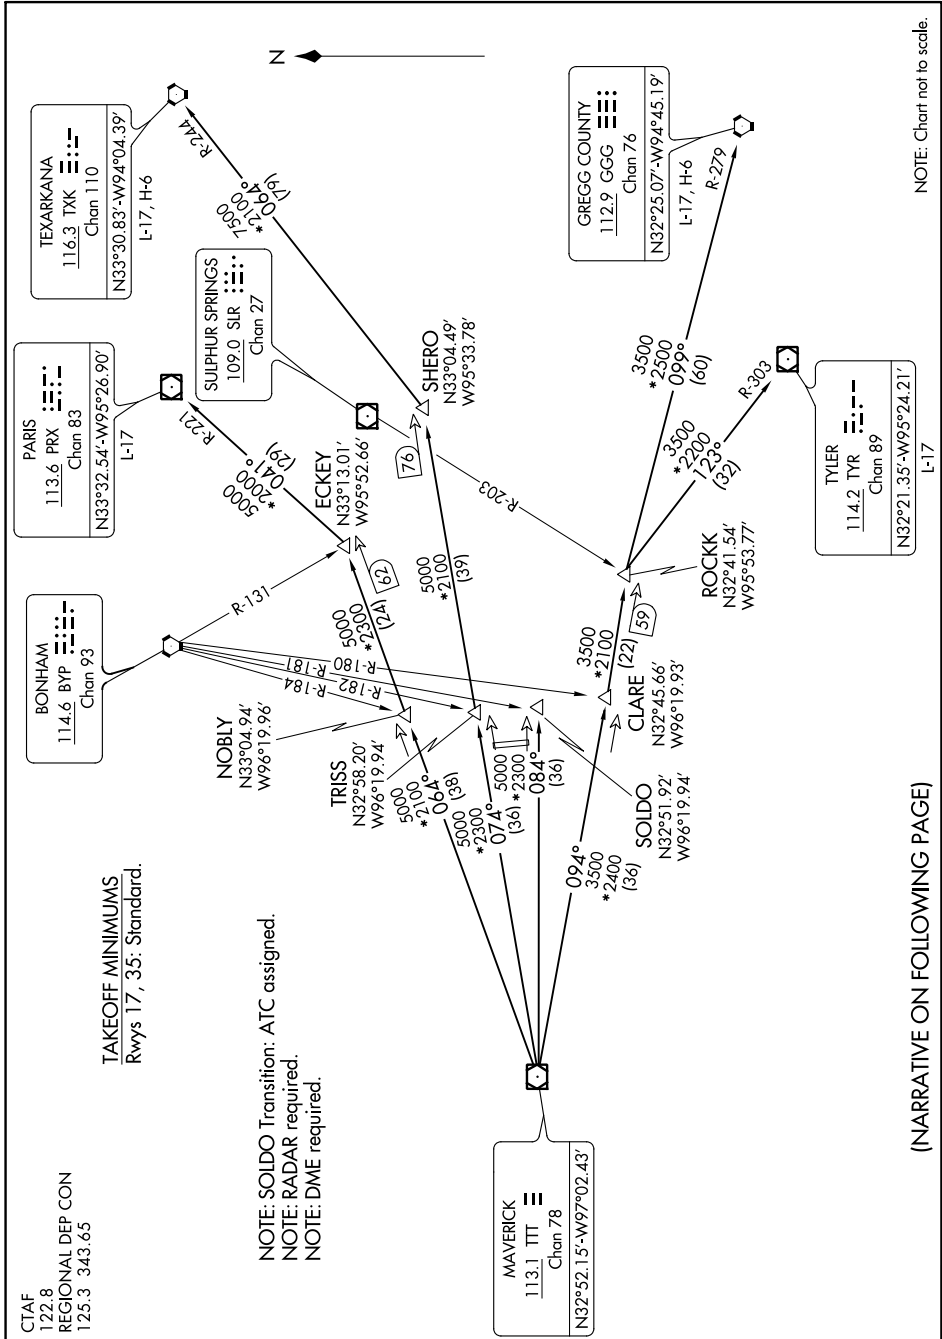 CTAF
122.8
REGIONAL DEP CON
125.3 343.65
TAKEOFF MINIMUMS
Rwys 17, 35: Standard.
NOTE: SOLDO Transition: ATC assigned.
NOTE: RADAR required.
NOTE: DME required.
BONHAM
114.6 BYP
Chan 93
PARIS
113.6 PRX
Chan 83
N33°32.54'-W95°26.90'
L-17
TEXARKANA
116.3 TXK
Chan 110
N33°30.83'-W94°04.39'
L-17, H-6
SULPHUR SPRINGS
109.0 SLR
Chan 27
N
R-244
7500
*2100
064°
(79)
R-221
5000
*2000
041°
(29)
R-131
R-184
R-182
R-181
R-180
ECKEY
N33°13.01'
W95°52.66'
SHERO
N33°04.49'
W95°33.78'
76
62
5000
*2300
(24)
5000
*2100
(39)
R-203
NOBLY
N33°04.94'
W96°19.96'
TRISS
N32°58.20'
W96°19.94'
5000
*2100
064°
(38)
5000
*2300
074°
(36)
5000
*2300
084°
(36)
SOLDO
N32°51.92'
W96°19.94'
094°
3500
*2400
(36)
CLARE
N32°45.66'
W96°19.93'
3500
*2100
(22)
59
ROCKK
N32°41.54'
W95°53.77'
3500
*2500
099°
(60)
R-279
3500
*2200
123°
(32)
R-303
GREGG COUNTY
112.9 GGG
Chan 76
N32°25.07'-W94°45.19'
L-17, H-6
TYLER
114.2 TYR
Chan 89
N32°21.35'-W95°24.21'
L-17
MAVERICK
113.1 TTT
Chan 78
N32°52.15'-W97°02.43'
(NARRATIVE ON FOLLOWING PAGE)
NOTE: Chart not to scale.